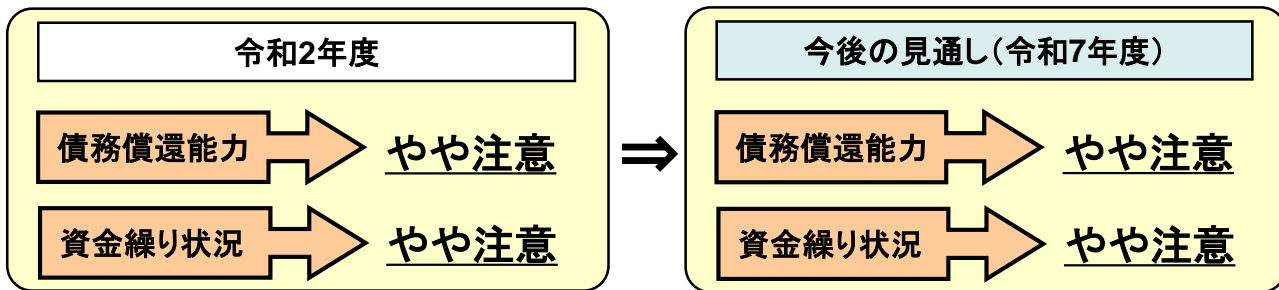 令和2年度
債務償還能力 やや注意
資金繰り状況 やや注意
⇒
今後の見通し(令和7年度)
債務償還能力 やや注意
資金繰り状況 やや注意